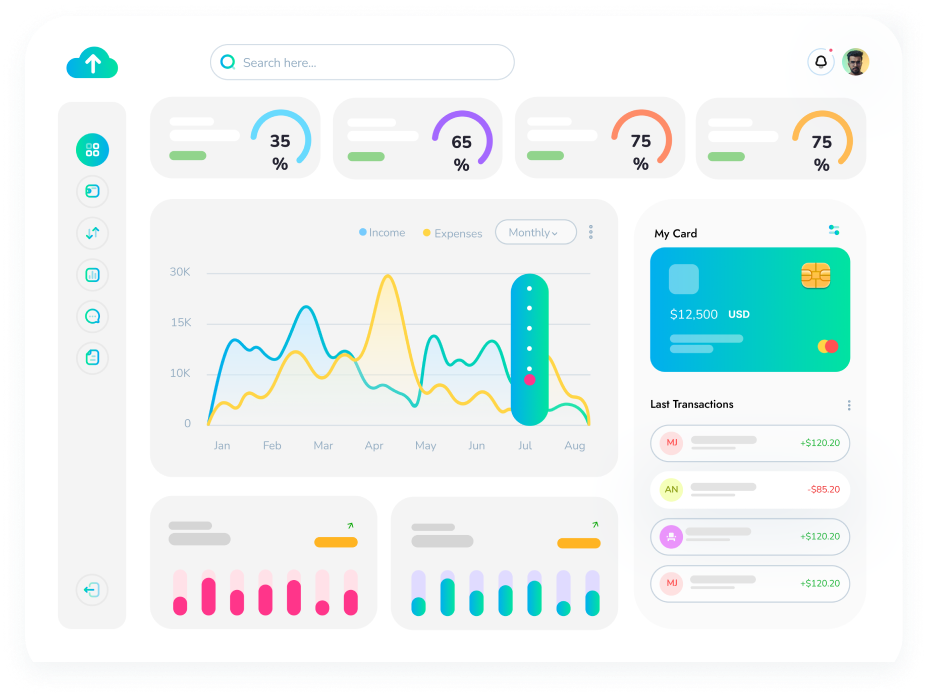 Search here...
35
%
65
%
75
%
75
%
Income
Expenses
Monthly
30K
15K
10K
0
Jan
Feb
Mar
Apr
May
Jun
Jul
Aug
My Card
$12,500 USD
Last Transactions
MJ
+$120.20
AN
-$85.20
+$120.20
MJ
+$120.20